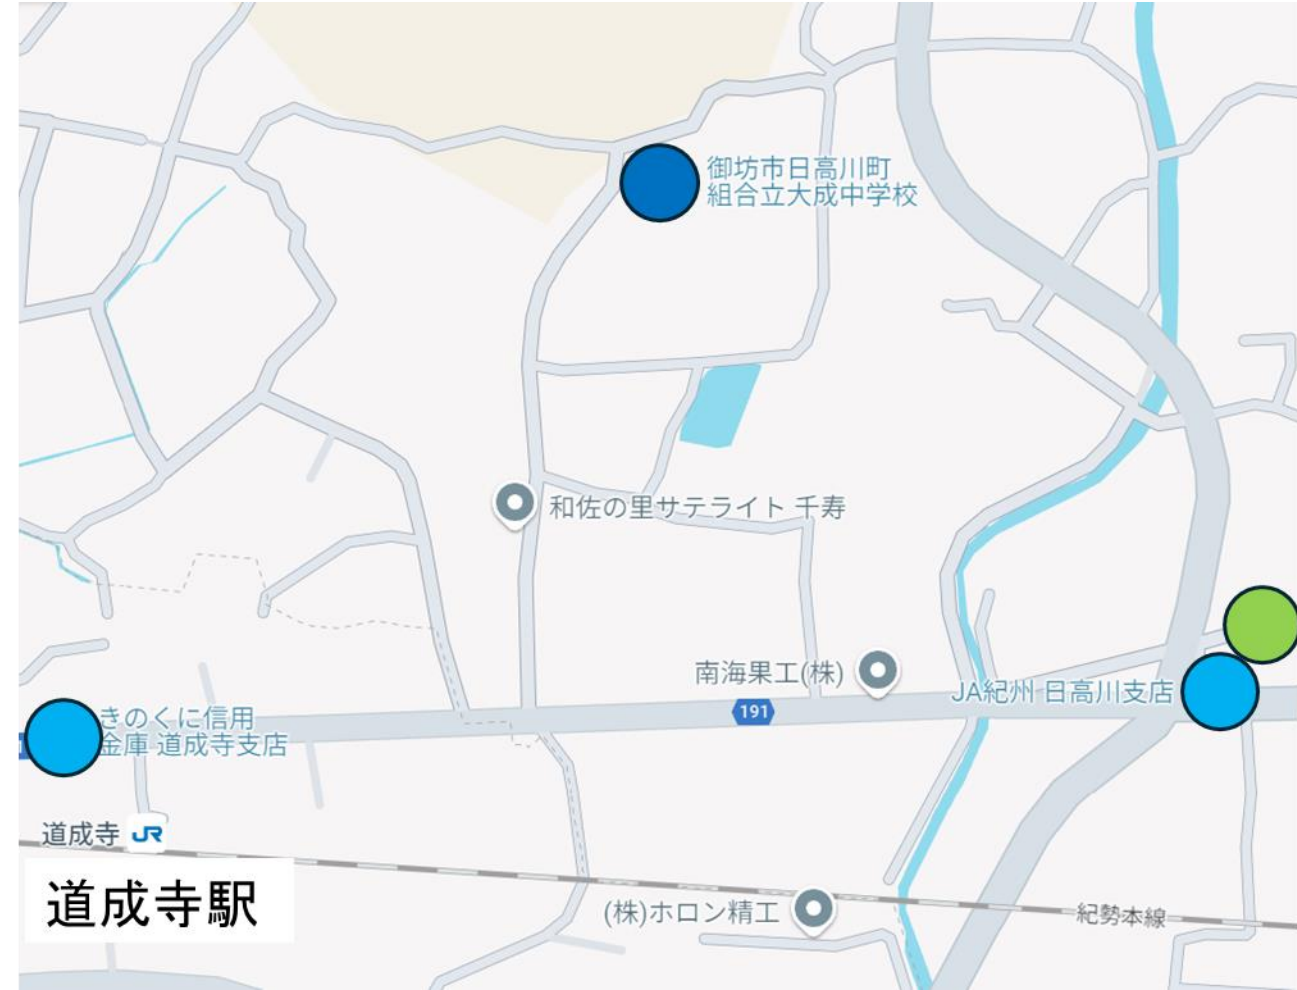 御坊市日高川町
組合立大成中学校
和佐の里サテライト 千寿
南海果工(株)
JA紀州 日高川支店
191
きのくに信用
金庫 道成寺支店
道成寺 JR
道成寺駅
(株)ホロン精工
紀勢本線